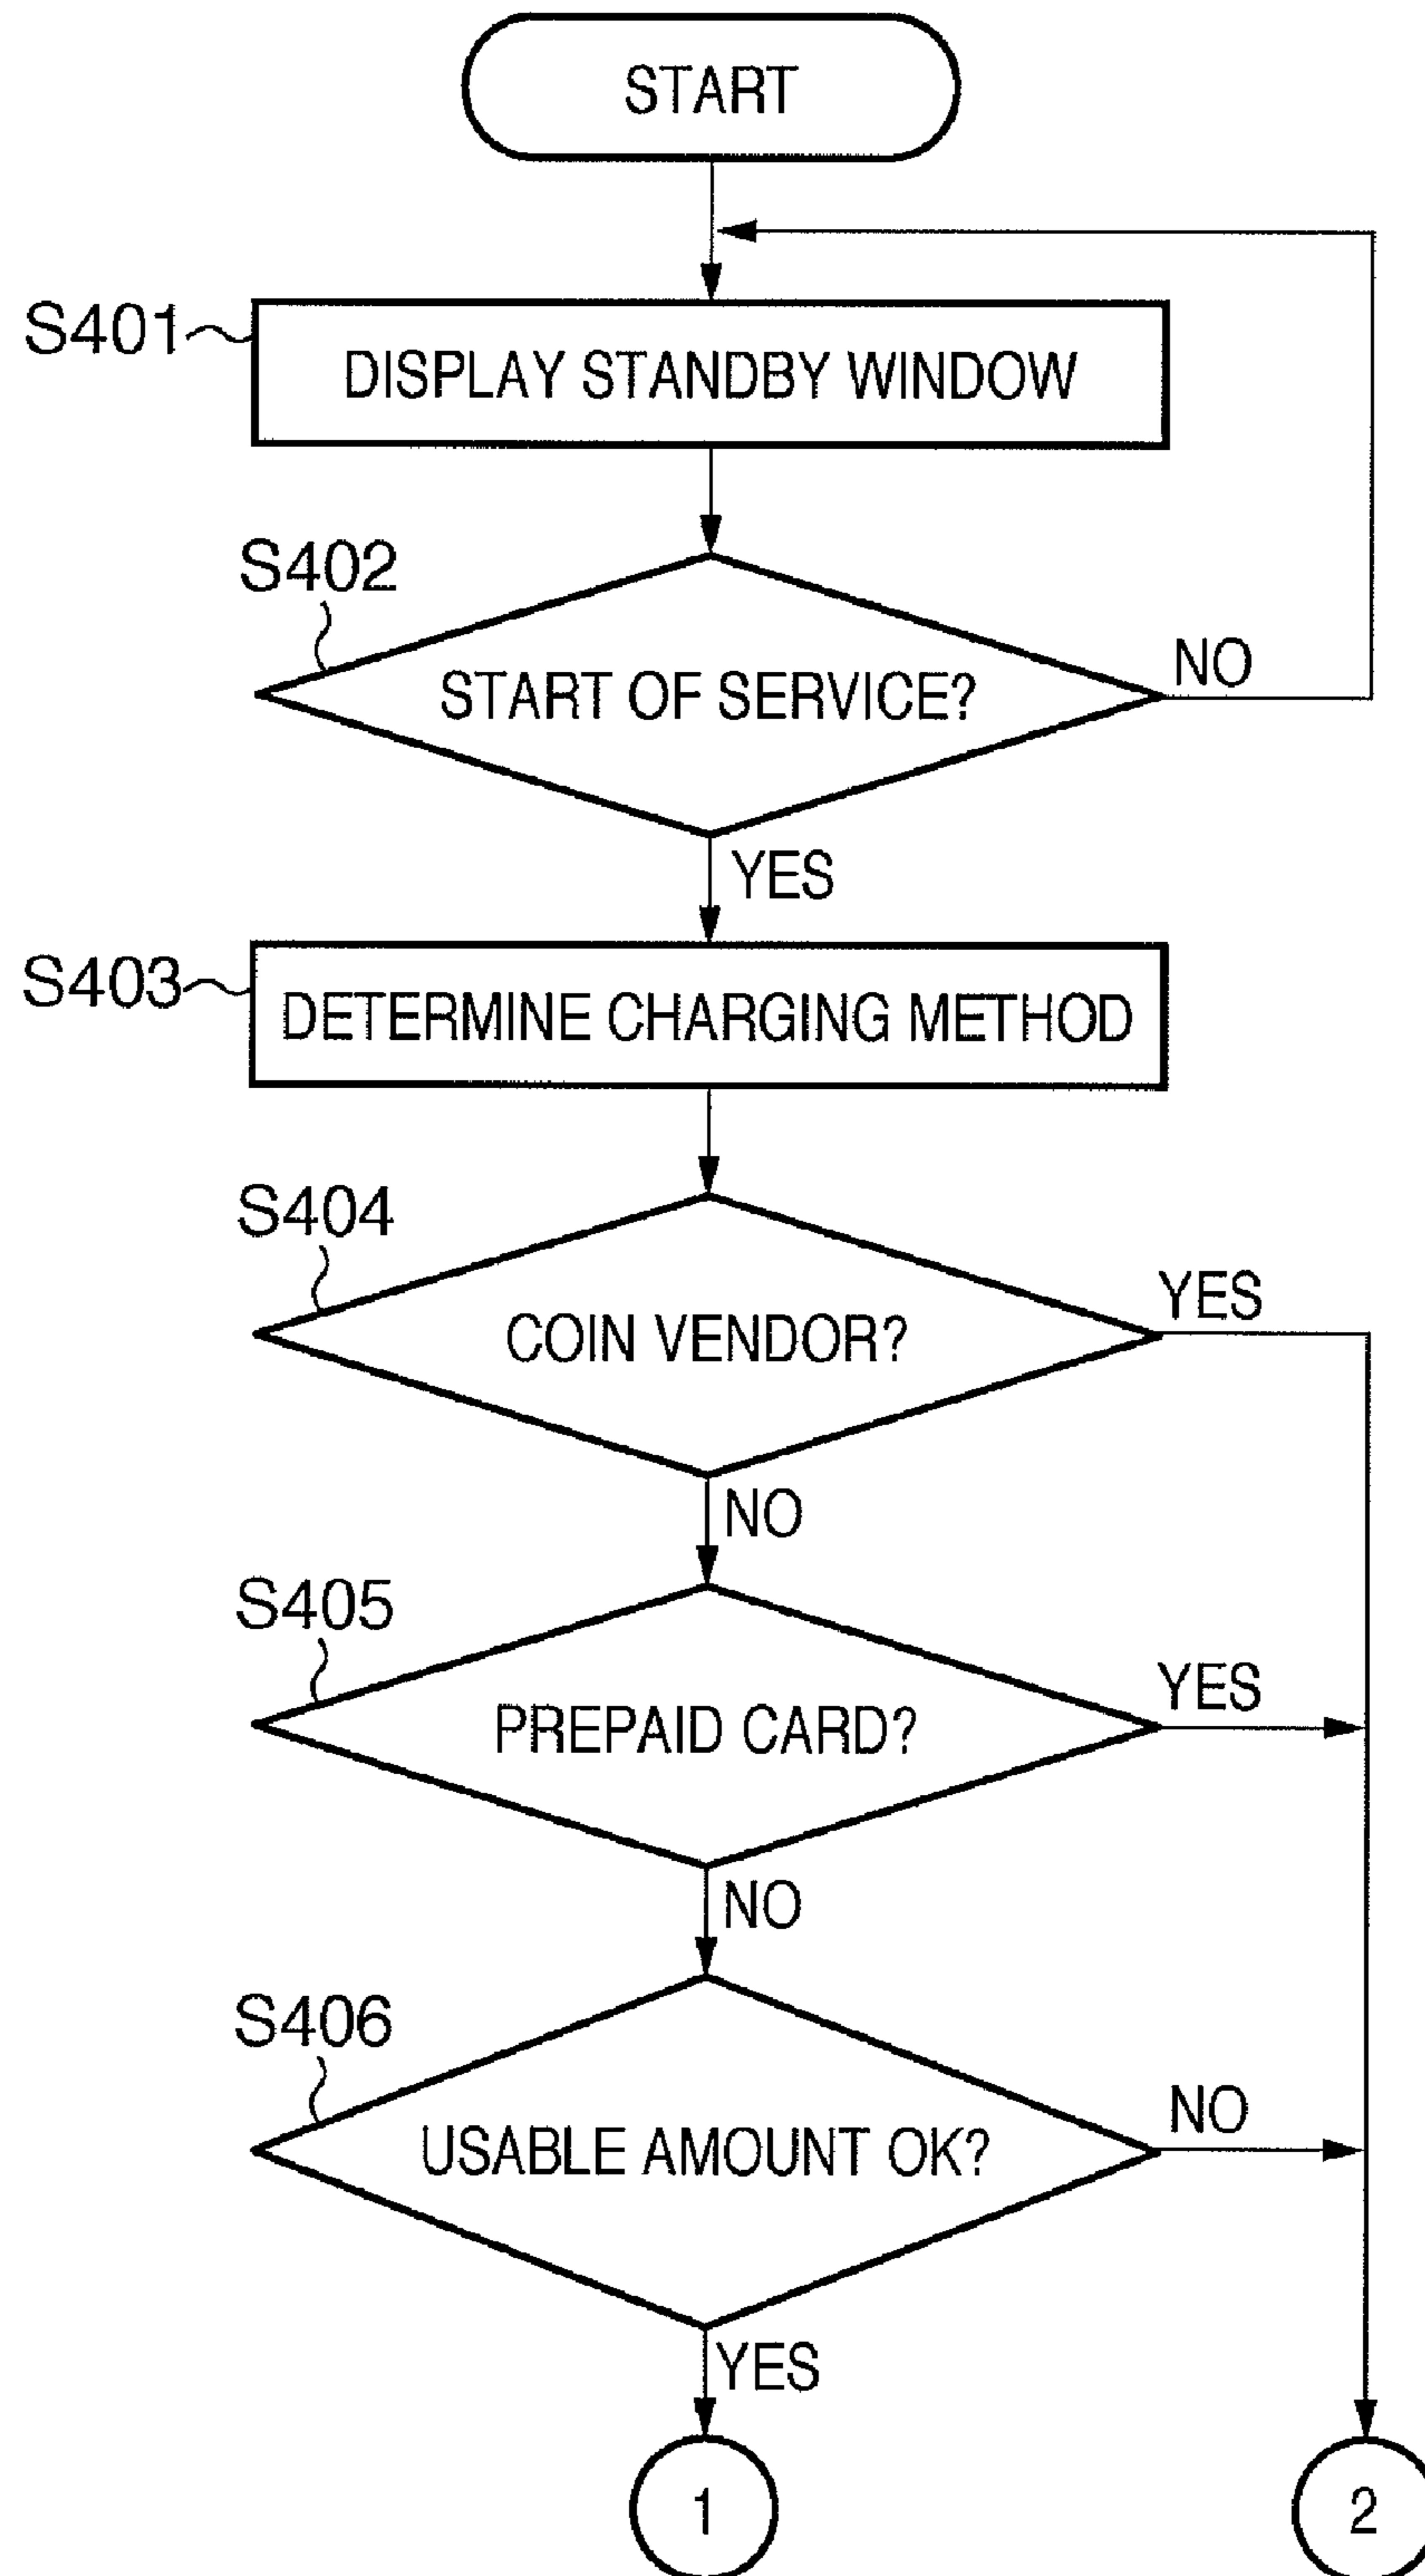 START
S401
DISPLAY STANDBY WINDOW
S402
START OF SERVICE?
NO
YES
S403
DETERMINE CHARGING METHOD
S404
COIN VENDOR?
YES
NO
S405
PREPAID CARD?
YES
NO
S406
USABLE AMOUNT OK?
NO
YES
1
2